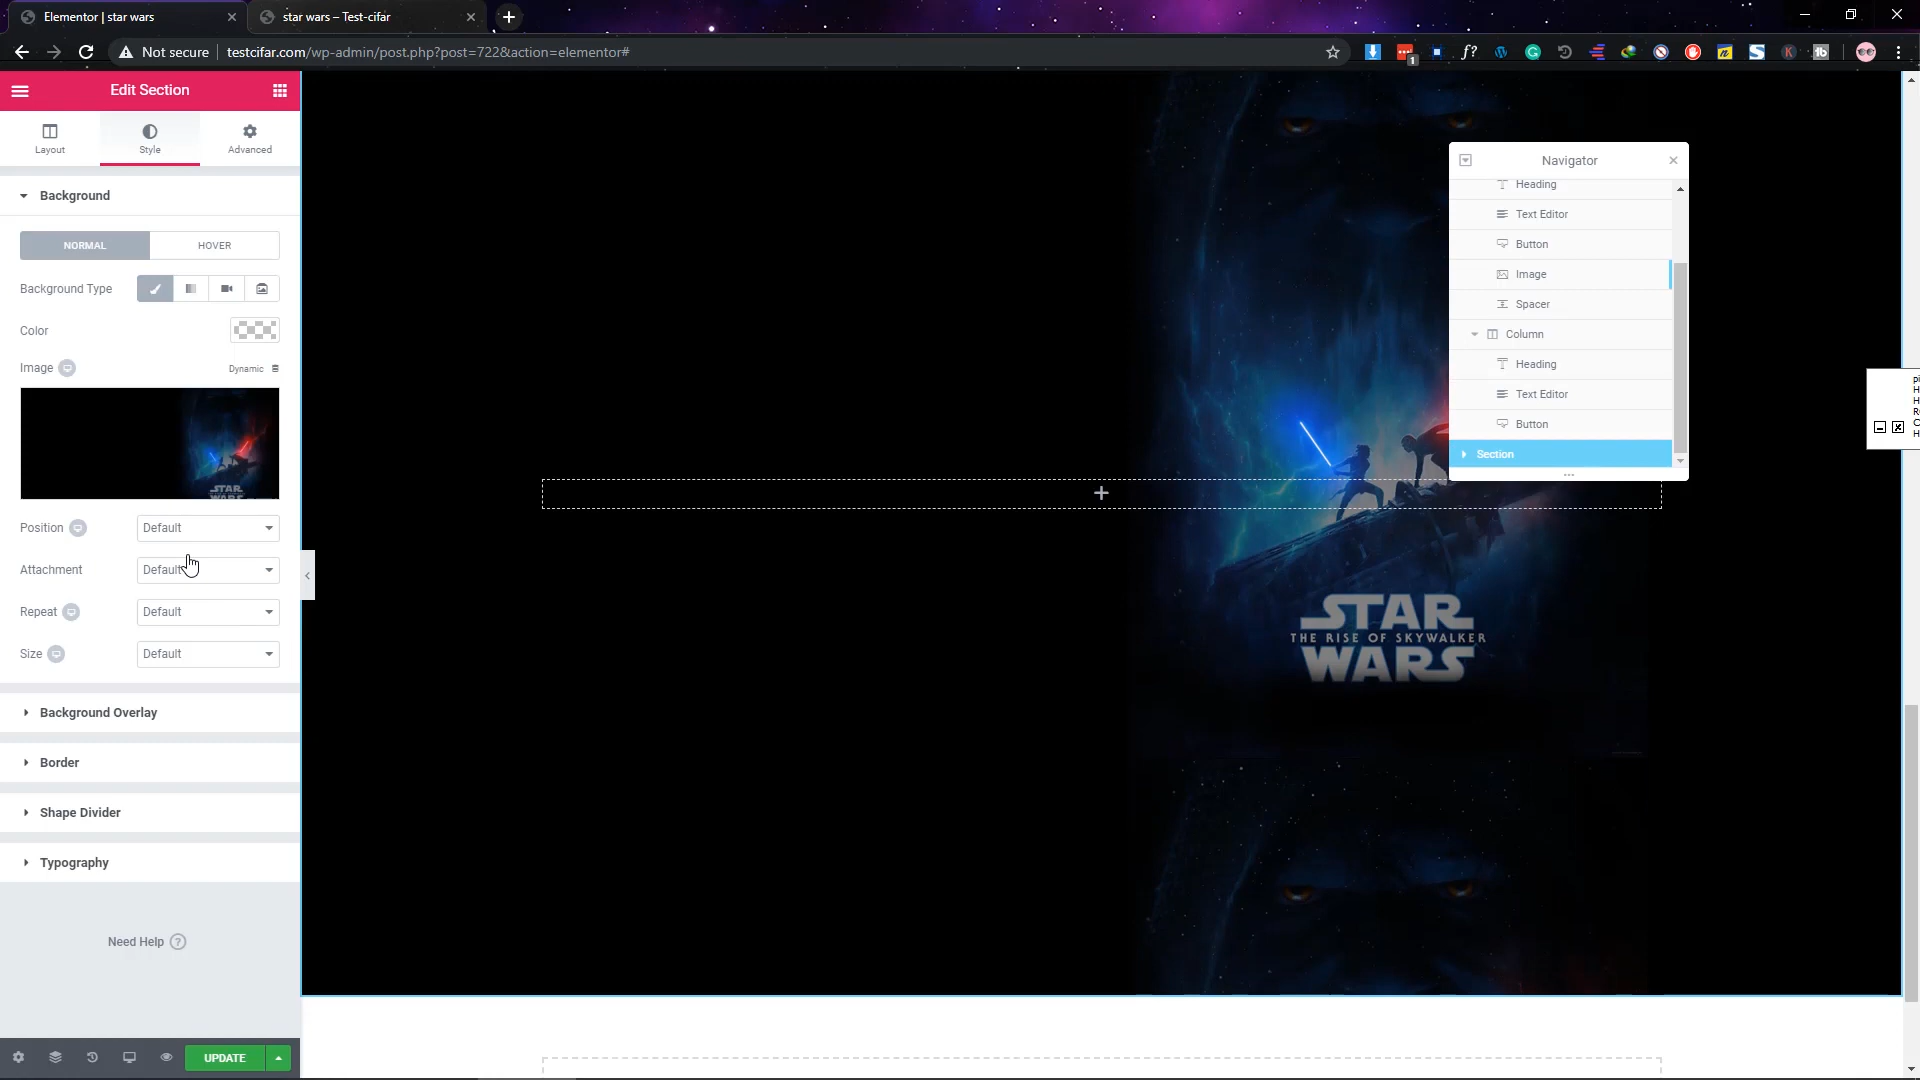 Elementor | star wars
star wars – Test-cifar
Not secure
testcifar.com/wp-admin/post.php?post=722&action=elementor#
1
Edit Section
Layout
Style
Advanced
Background
NORMAL
HOVER
Background Type
Color
Image
Dynamic
STAR
WARS
Position
Default
Attachment
Default
Repeat
Default
Size
Default
Background Overlay
Border
Shape Divider
Typography
Need Help ?
UPDATE
Navigator
Heading
Text Editor
Button
Image
Spacer
Column
Heading
Text Editor
Button
Section
STAR
THE RISE OF SKYWALKER
WARS